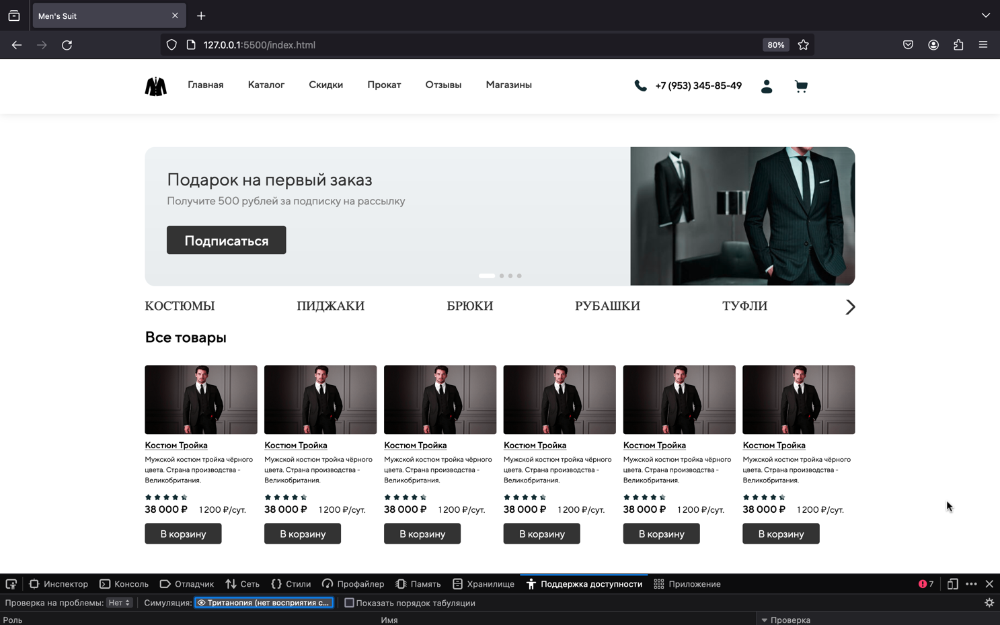 Men's Suit
127.0.0.1:5500/index.html
80%
Главная Каталог Скидки Прокат Отзывы Магазины
+7 (953) 345-85-49
Подарок на первый заказ
Получите 500 рублей за подписку на рассылку
Подписаться
КОСТЮМЫ ПИДЖАКИ БРЮКИ РУБАШКИ ТУФЛИ
Все товары
Костюм Тройка
Мужской костюм тройка чёрного
цвета. Страна производства -
Великобритания.
38 000 ₽ 1 200 ₽/сут.
В корзину
Костюм Тройка
Мужской костюм тройка чёрного
цвета. Страна производства -
Великобритания.
38 000 ₽ 1 200 ₽/сут.
В корзину
Костюм Тройка
Мужской костюм тройка чёрного
цвета. Страна производства -
Великобритания.
38 000 ₽ 1 200 ₽/сут.
В корзину
Костюм Тройка
Мужской костюм тройка чёрного
цвета. Страна производства -
Великобритания.
38 000 ₽ 1 200 ₽/сут.
В корзину
Костюм Тройка
Мужской костюм тройка чёрного
цвета. Страна производства -
Великобритания.
38 000 ₽ 1 200 ₽/сут.
В корзину
Костюм Тройка
Мужской костюм тройка чёрного
цвета. Страна производства -
Великобритания.
38 000 ₽ 1 200 ₽/сут.
В корзину
Инспектор Консоль Отладчик Сеть Стили Профайлер Память Хранилище Поддержка доступности Приложение 7
Проверка на проблемы: Нет Симуляция: Тританопия (нет восприятия с... Показать порядок табуляции
Роль Имя Проверка